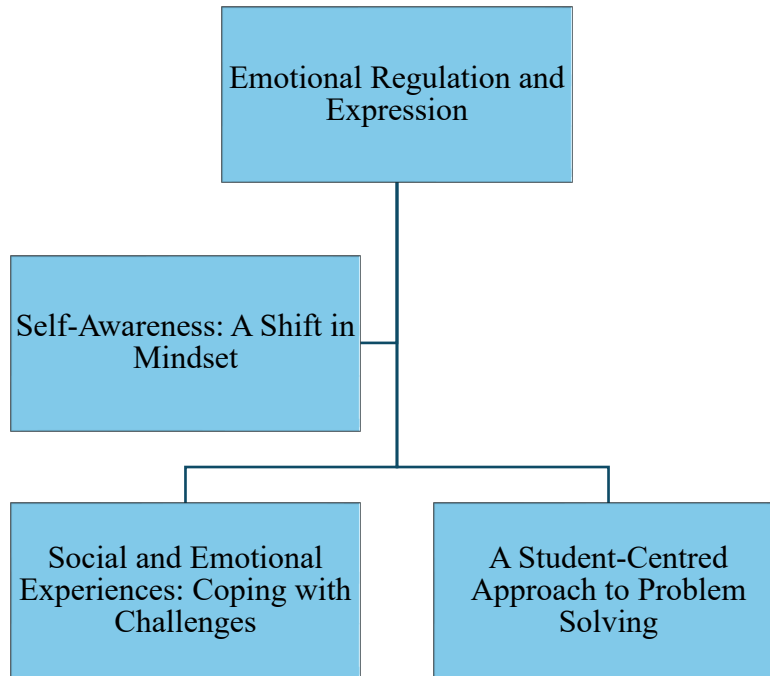 Emotional Regulation and
Expression
Self-Awareness: A Shift in
Mindset
Social and Emotional
Experiences: Coping with
Challenges
A Student-Centred
Approach to Problem
Solving